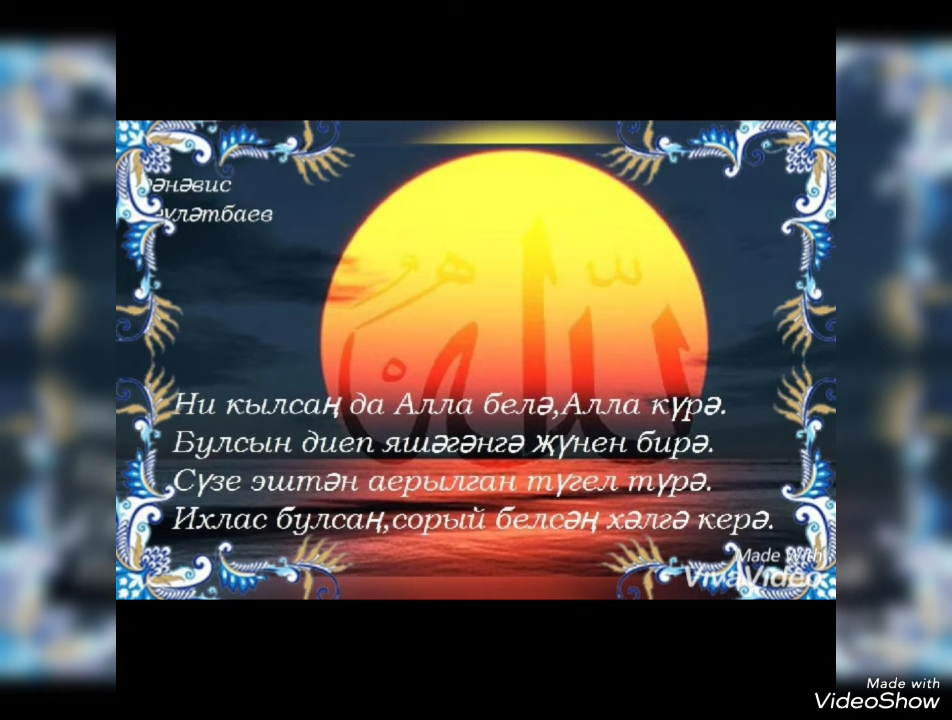 әнәвис
үләтбаев
Ни кылсаң да Алла белә,Алла күрә.
Булсын диеп яшәгәнгә җүнен бирә.
Сүзе эштән аерылган түгел түрә.
Ихлас булсаң,сорый белсәң хәлгә керә.
Made With
VivaVideo
Made with
VideoShow